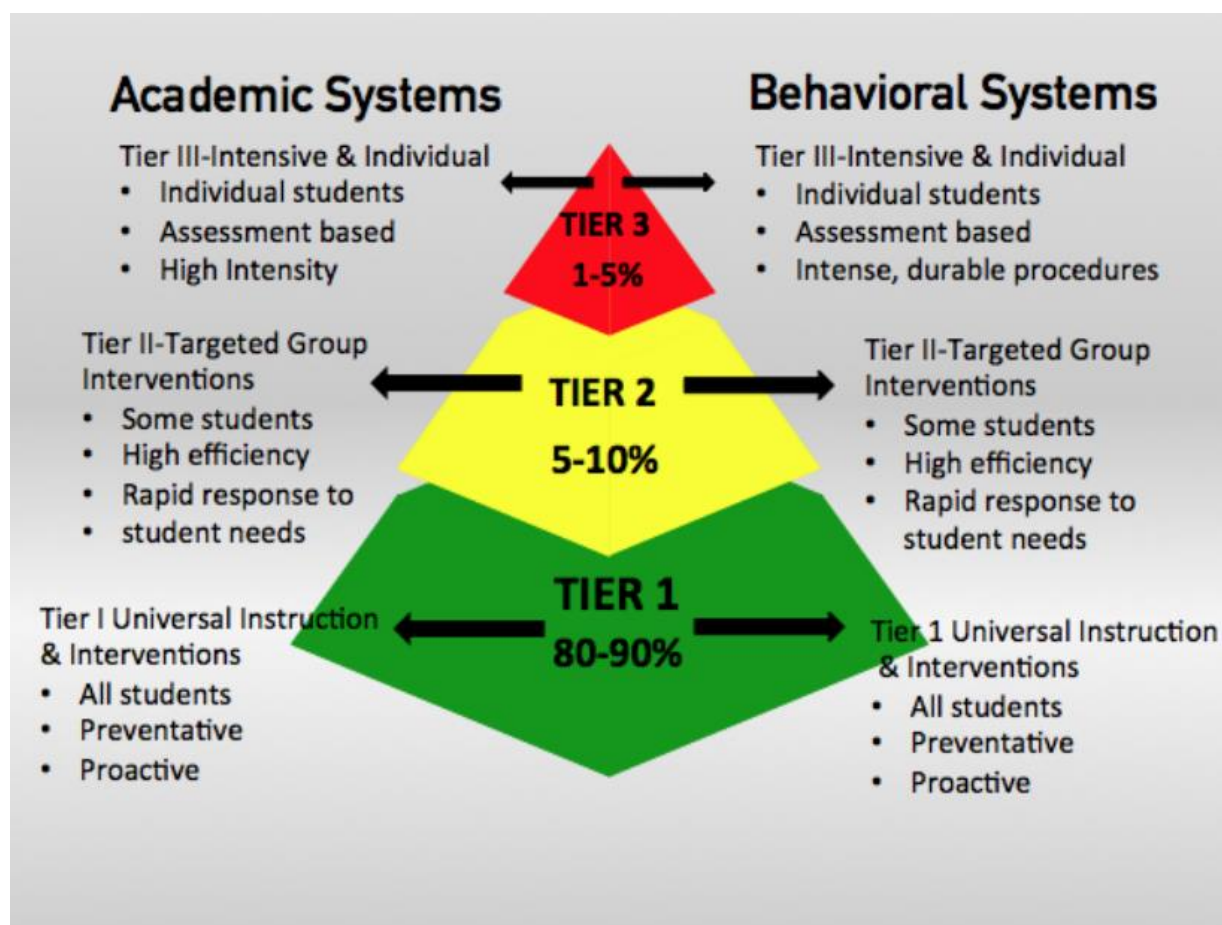 Academic Systems
Tier III-Intensive & Individual
• Individual students
• Assessment based
• High Intensity
Tier II-Targeted Group
Interventions
• Some students
• High efficiency
• Rapid response to
• student needs
Tier I Universal Instruction
& Interventions
• All students
• Preventative
• Proactive
TIER 3
1-5%
TIER 2
5-10%
TIER 1
80-90%
Behavioral Systems
Tier III-Intensive & Individual
• Individual students
• Assessment based
• Intense, durable procedures
Tier II-Targeted Group
Interventions
• Some students
• High efficiency
• Rapid response to
student needs
Tier 1 Universal Instruction
& Interventions
• All students
• Preventative
• Proactive